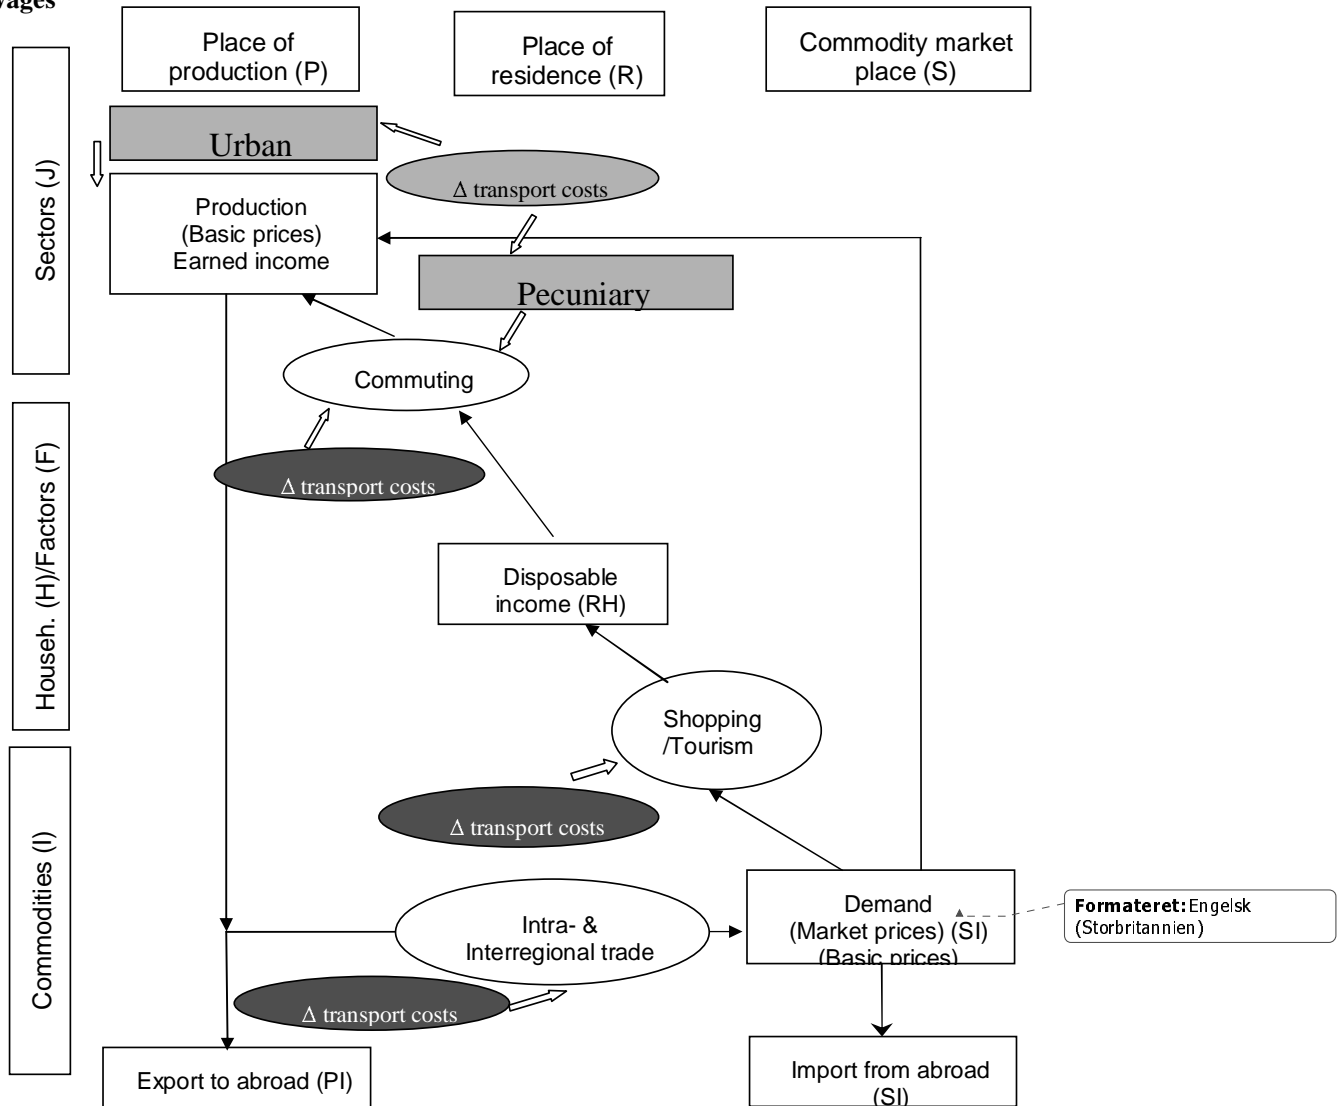 Place of
production (P)
Place of
residence (R)
Commodity market
place (S)
Sectors (J)
Urban
Δ transport costs
Production
(Basic prices)
Earned income
Pecuniary
Commuting
Househ. (H)/Factors (F)
Δ transport costs
Disposable
income (RH)
Shopping
/Tourism
Δ transport costs
Commodities (I)
Intra- &
Interregional trade
Demand
(Market prices) (SI)
(Basic prices)
Formateret: Engelsk
(Storbritannien)
Δ transport costs
Export to abroad (PI)
Import from abroad
(SI)